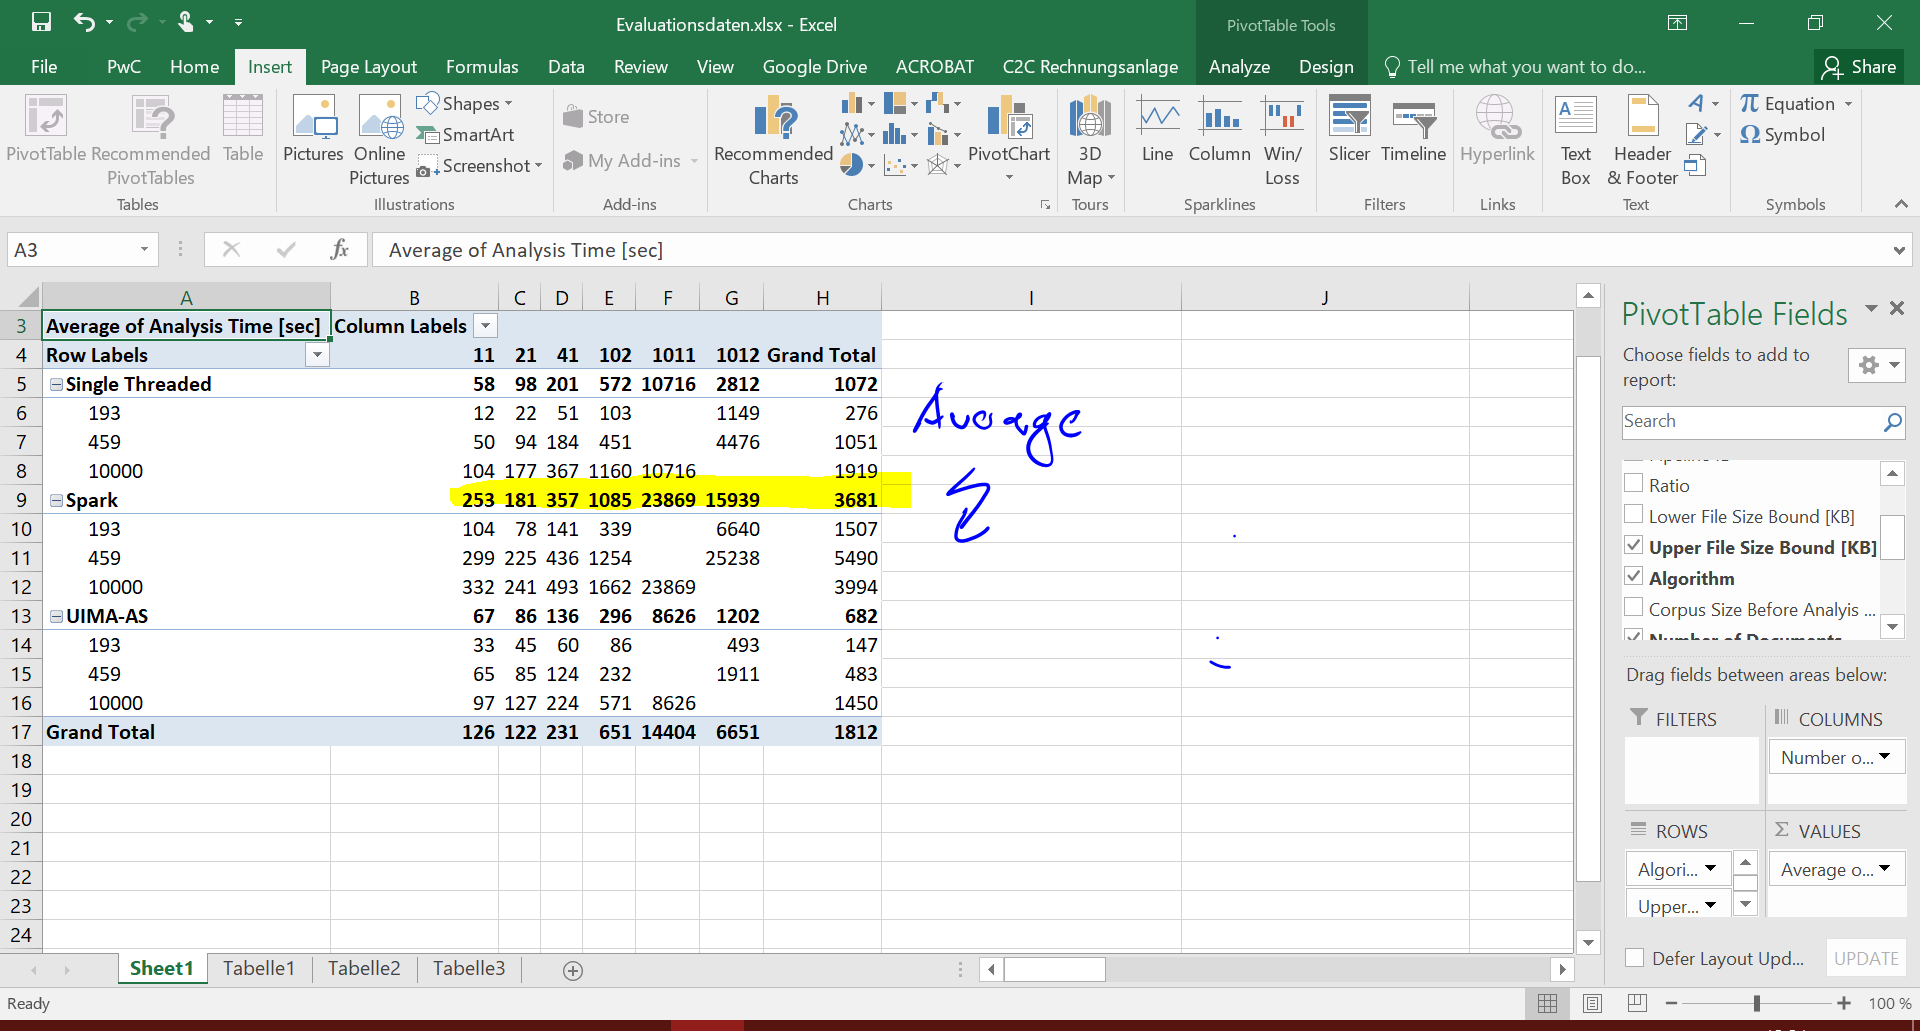 Evaluationsdaten.xlsx - Excel
PivotTable Tools
File PwC Home Insert Page Layout Formulas Data Review View Google Drive ACROBAT C2C Rechnungsanlage Analyze Design Tell me what you want to do... Share
PivotTable
Recommended PivotTables
Table
Tables
Pictures
Online Pictures
Shapes
SmartArt
Screenshot
Illustrations
Store
My Add-ins
Add-ins
Recommended Charts
PivotChart
Charts
3D Map
Tours
Line
Column
Win/ Loss
Sparklines
Slicer
Timeline
Filters
Hyperlink
Links
Text Box
Header & Footer
Text
Equation
Symbol
Symbols
A3 fx Average of Analysis Time [sec]
A B C D E F G H I J
3 Average of Analysis Time [sec] Column Labels
4 Row Labels 11 21 41 102 1011 1012 Grand Total
5 Single Threaded 58 98 201 572 10716 2812 1072
6 193 12 22 51 103 1149 276
7 459 50 94 184 451 4476 1051
8 10000 104 177 367 1160 10716 1919
9 Spark 253 181 357 1085 23869 15939 3681
10 193 104 78 141 339 6640 1507
11 459 299 225 436 1254 25238 5490
12 10000 332 241 493 1662 23869 3994
13 UIMA-AS 67 86 136 296 8626 1202 682
14 193 33 45 60 86 493 147
15 459 65 85 124 232 1911 483
16 10000 97 127 224 571 8626 1450
17 Grand Total 126 122 231 651 14404 6651 1812
18
19
20
21
22
23
24
Average
PivotTable Fields
Choose fields to add to
report:
Search
Ratio
Lower File Size Bound [KB]
Upper File Size Bound [KB]
Algorithm
Corpus Size Before Analyis ...
Number of Documents
Drag fields between areas below:
FILTERS
COLUMNS
Number o...
ROWS
Algori...
Upper...
Σ VALUES
Average o...
Defer Layout Upd... UPDATE
Sheet1 Tabelle1 Tabelle2 Tabelle3
Ready
100 %